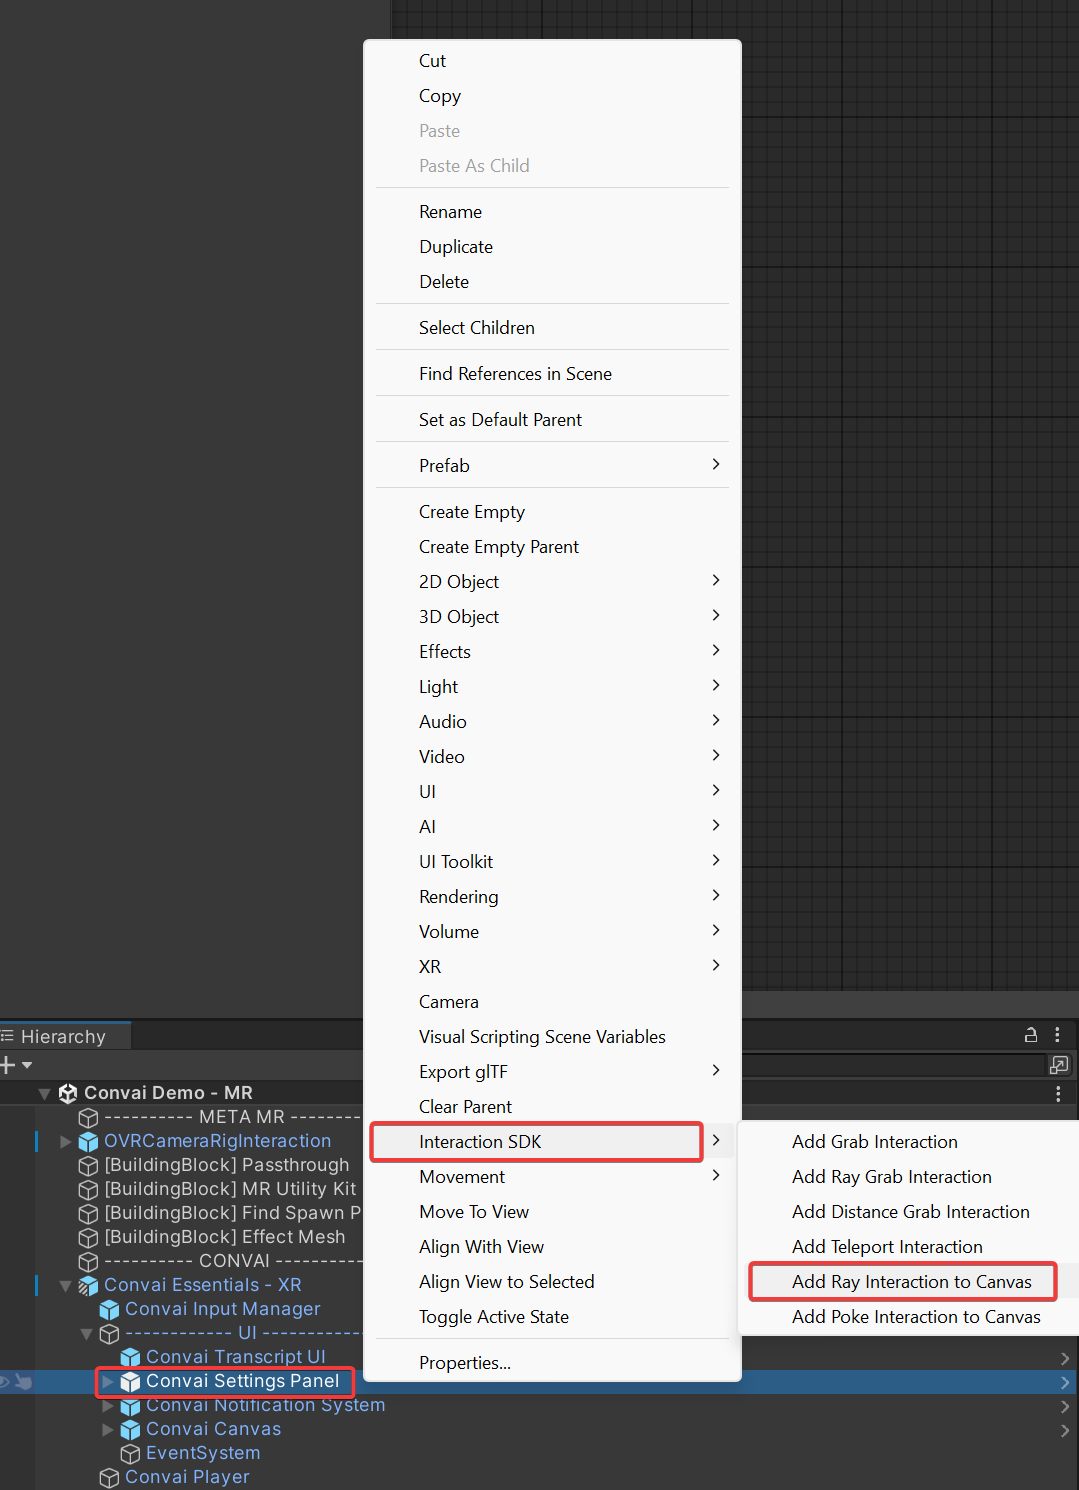 Cut
Copy
Paste
Paste As Child
Rename
Duplicate
Delete
Select Children
Find References in Scene
Set as Default Parent
Prefab
Create Empty
Create Empty Parent
2D Object
3D Object
Effects
Light
Audio
Video
UI
AI
UI Toolkit
Rendering
Volume
XR
Camera
Visual Scripting Scene Variables
Export glTF
Clear Parent
Interaction SDK
Movement
Move To View
Align With View
Align View to Selected
Toggle Active State
Properties...
Add Grab Interaction
Add Ray Grab Interaction
Add Distance Grab Interaction
Add Teleport Interaction
Add Ray Interaction to Canvas
Add Poke Interaction to Canvas
Hierarchy
Convai Demo - MR
---------- META MR --------
OVRCameraRigInteraction
[BuildingBlock] Passthrough
[BuildingBlock] MR Utility Kit
[BuildingBlock] Find Spawn P
[BuildingBlock] Effect Mesh
---------- CONVAI ----------
Convai Essentials - XR
Convai Input Manager
------------ UI ------------
Convai Transcript UI
Convai Settings Panel
Convai Notification System
Convai Canvas
EventSystem
Convai Player